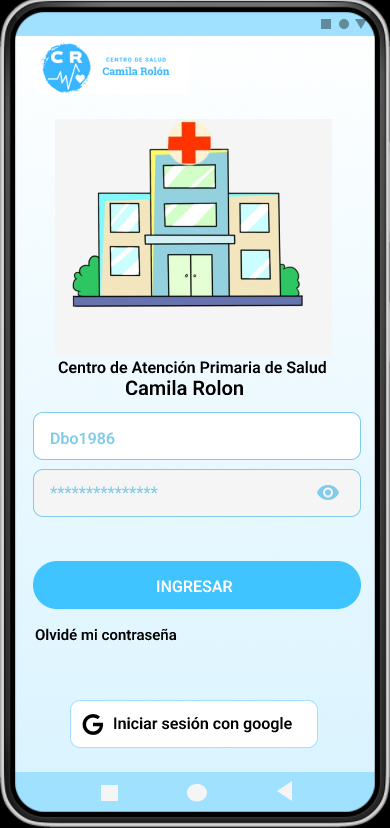 CR
CENTRO DE SALUD
Camila Rolón
Centro de Atención Primaria de Salud
Camila Rolon
Dbo1986
***************
INGRESAR
Olvidé mi contraseña
G Iniciar sesión con google